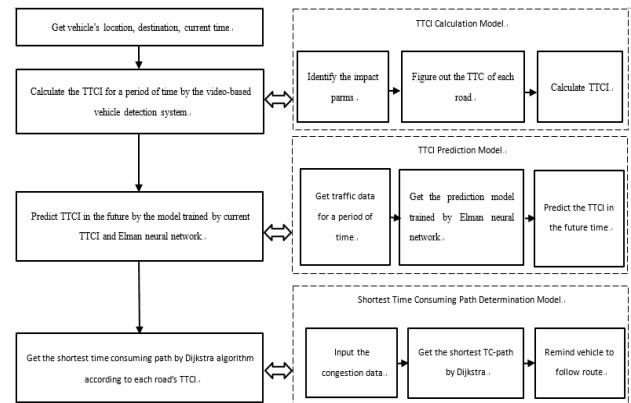 Get vehicle's location, destination, current time.
Calculate the TTCI for a period of time by the video-based
vehicle detection system.
TTCI Calculation Model.
Identify the impact
parms
Figure out the TTC of each
road.
Calculate TTCI.
Predict TTCI in the future by the model trained by current
TTCI and Elman neural network.
TTCI Prediction Model.
Get traffic data
for a period of
time.
Get the prediction model
trained by Elman neural
network.
Predict the TTCI in
the future time.
Get the shortest time consuming path by Dijkstra algorithm
according to each road's TTCI.
Shortest Time Consuming Path Determination Model.
Input the
congestion data.
Get the shortest TC-path
by Dijkstra.
Remind vehicle to
follow route.